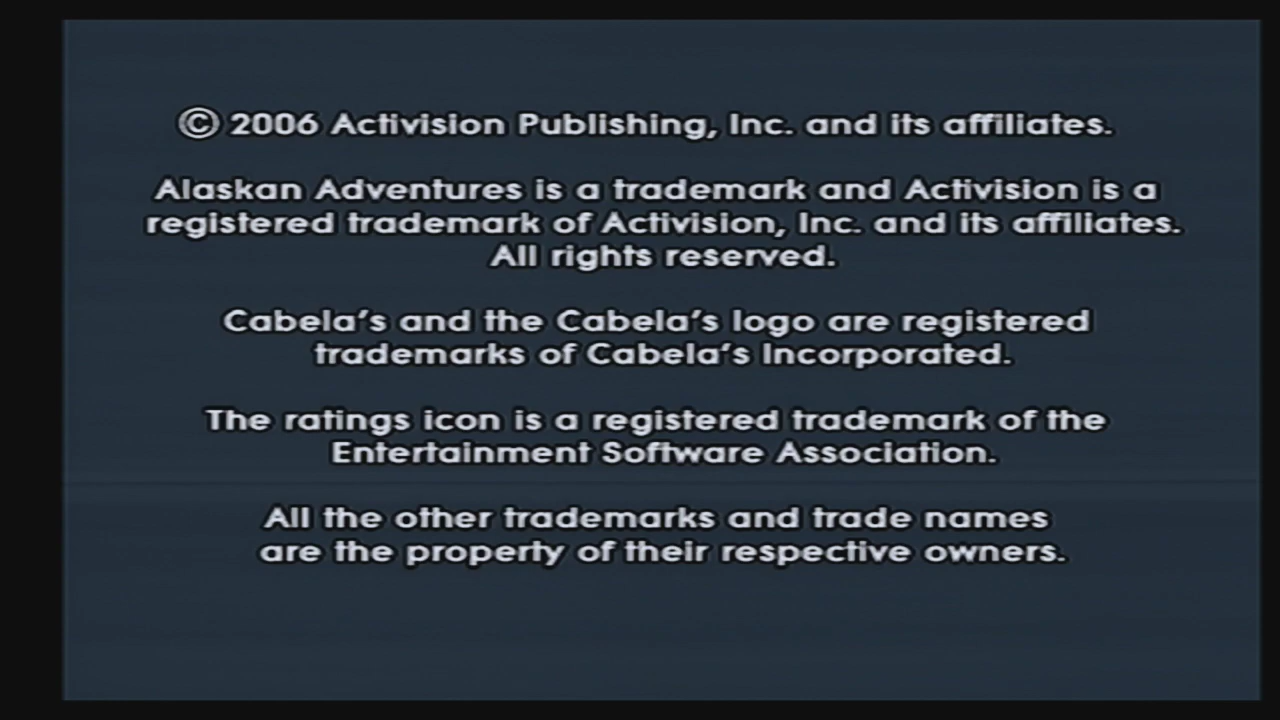 © 2006 Activision Publishing, Inc. and its affiliates.
Alaskan Adventures is a trademark and Activision is a
registered trademark of Activision, Inc. and its affiliates.
All rights reserved.
Cabela's and the Cabela's logo are registered
trademarks of Cabela's Incorporated.
The ratings icon is a registered trademark of the
Entertainment Software Association.
All the other trademarks and trade names
are the property of their respective owners.